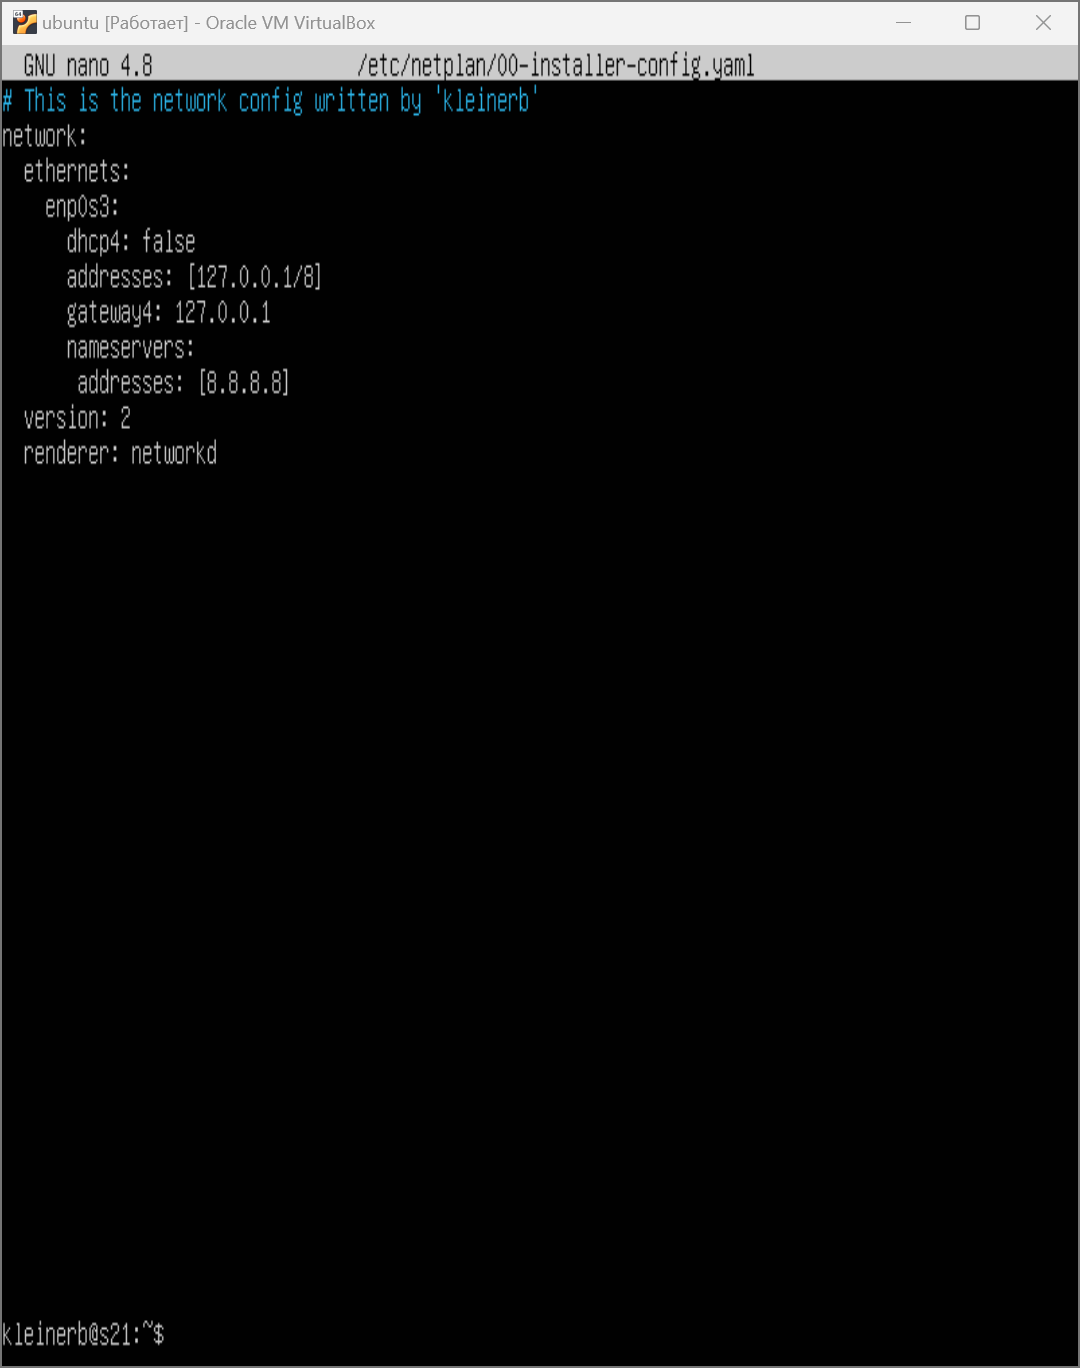 ubuntu [Работает] - Oracle VM VirtualBox
GNU nano 4.8 /etc/netplan/00-installer-config.yaml
# This is the network config written by 'kleinerb'
network:
  ethernets:
    enp0s3:
      dhcp4: false
      addresses: [127.0.0.1/8]
      gateway4: 127.0.0.1
      nameservers:
       addresses: [8.8.8.8]
  version: 2
  renderer: networkd
kleinerb@s21:~$